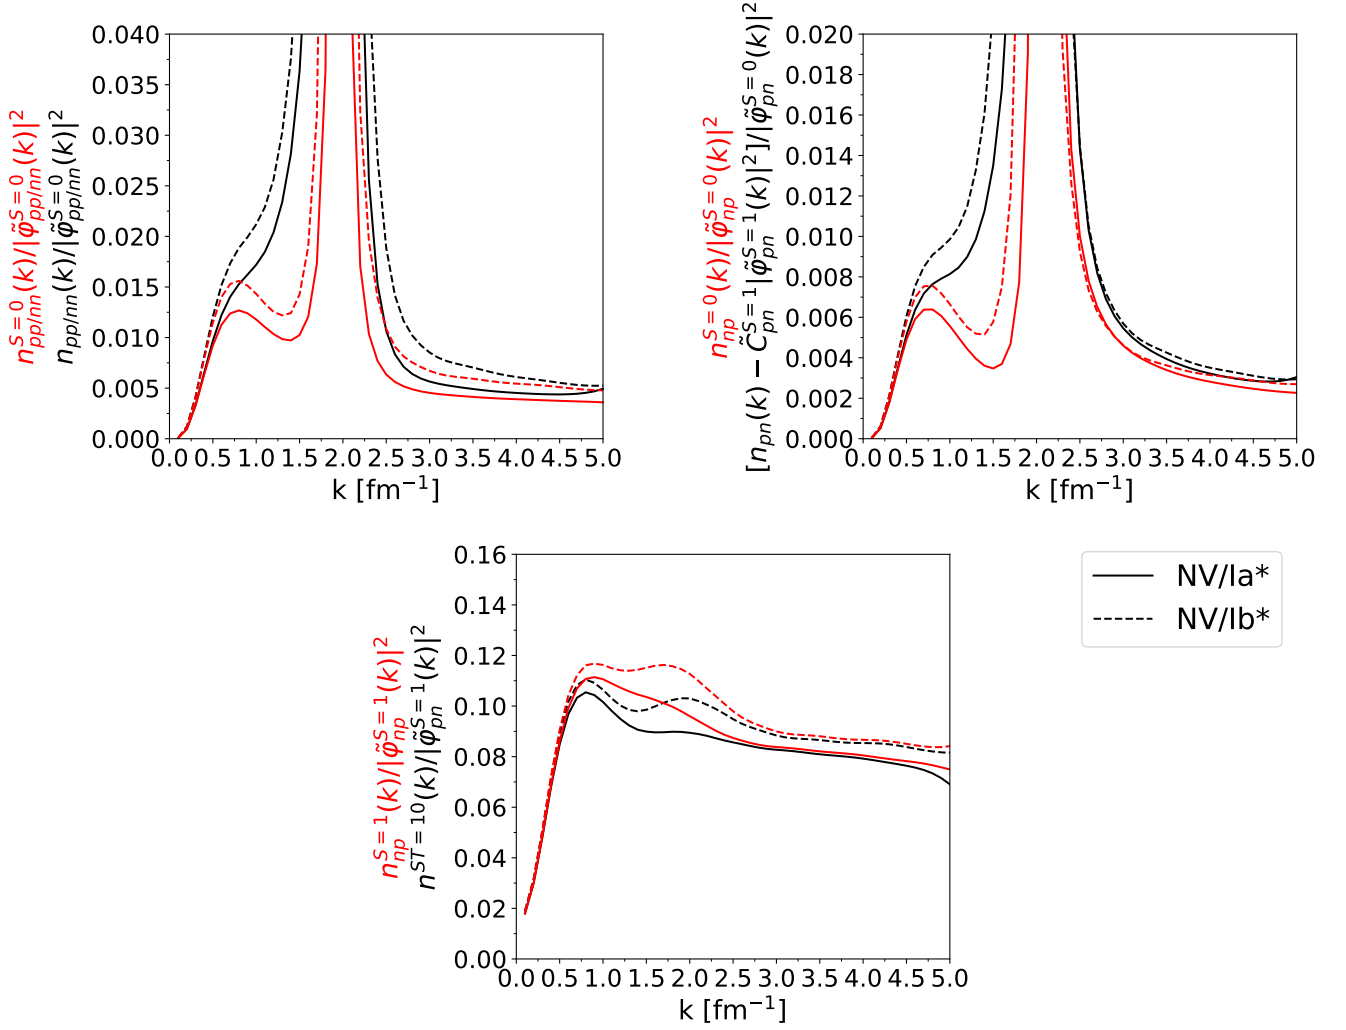 n_{pp/nn}^{S=0}(k)/|φ̃_{pp/nn}^{S=0}(k)|^2
n_{pp/nn}(k)/|φ̃_{pp/nn}^{S=0}(k)|^2
0.040
0.035
0.030
0.025
0.020
0.015
0.010
0.005
0.000
0.0 0.5 1.0 1.5 2.0 2.5 3.0 3.5 4.0 4.5 5.0
k [fm^{−1}]
n_{np}^{S=0}(k)/|φ̃_{np}^{S=0}(k)|^2
[n_{pn}(k) − C̃_{pn}^{S=1}|φ̃_{pn}^{S=1}(k)|^2]/|φ̃_{pn}^{S=0}(k)|^2
0.020
0.018
0.016
0.014
0.012
0.010
0.008
0.006
0.004
0.002
0.000
0.0 0.5 1.0 1.5 2.0 2.5 3.0 3.5 4.0 4.5 5.0
k [fm^{−1}]
n_{np}^{S=1}(k)/|φ̃_{np}^{S=1}(k)|^2
n^{ST=10}(k)/|φ̃_{pn}^{S=1}(k)|^2
0.16
0.14
0.12
0.10
0.08
0.06
0.04
0.02
0.00
0.0 0.5 1.0 1.5 2.0 2.5 3.0 3.5 4.0 4.5 5.0
k [fm^{−1}]
NV/Ia*
NV/Ib*